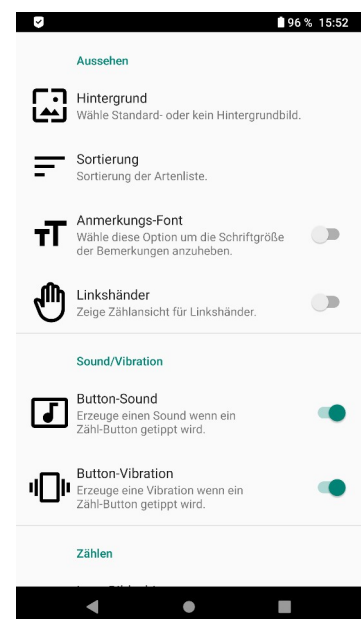 96 % 15:52
Aussehen
Hintergrund
Wähle Standard- oder kein Hintergrundbild.
Sortierung
Sortierung der Artenliste.
Anmerkungs-Font
Wähle diese Option um die Schriftgröße
der Bemerkungen anzuheben.
Linkshänder
Zeige Zählansicht für Linkshänder.
Sound/Vibration
Button-Sound
Erzeuge einen Sound wenn ein
Zähl-Button getippt wird.
Button-Vibration
Erzeuge eine Vibration wenn ein
Zähl-Button getippt wird.
Zählen